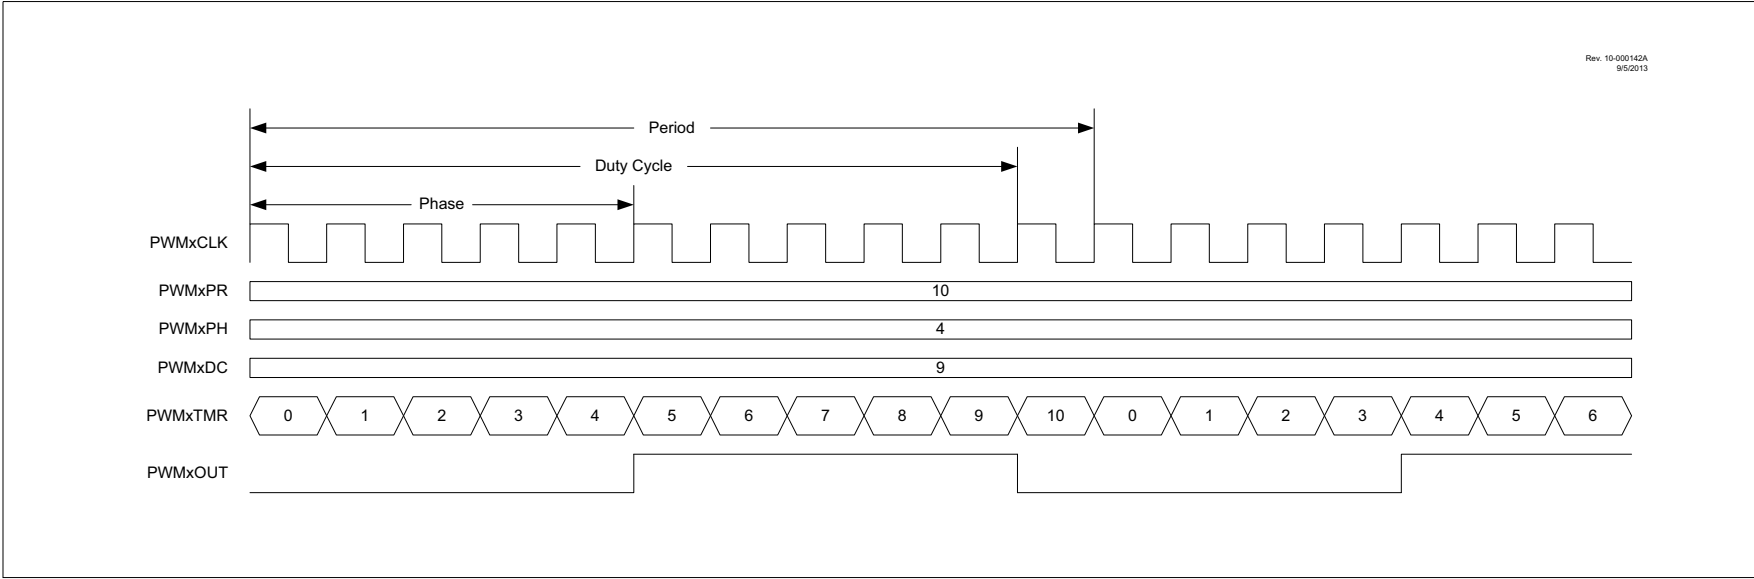 Rev. 10-000142A
9/5/2013
Period
Duty Cycle
Phase
PWMxCLK
PWMxPR 10
PWMxPH 4
PWMxDC 9
PWMxTMR 0 1 2 3 4 5 6 7 8 9 10 0 1 2 3 4 5 6
PWMxOUT